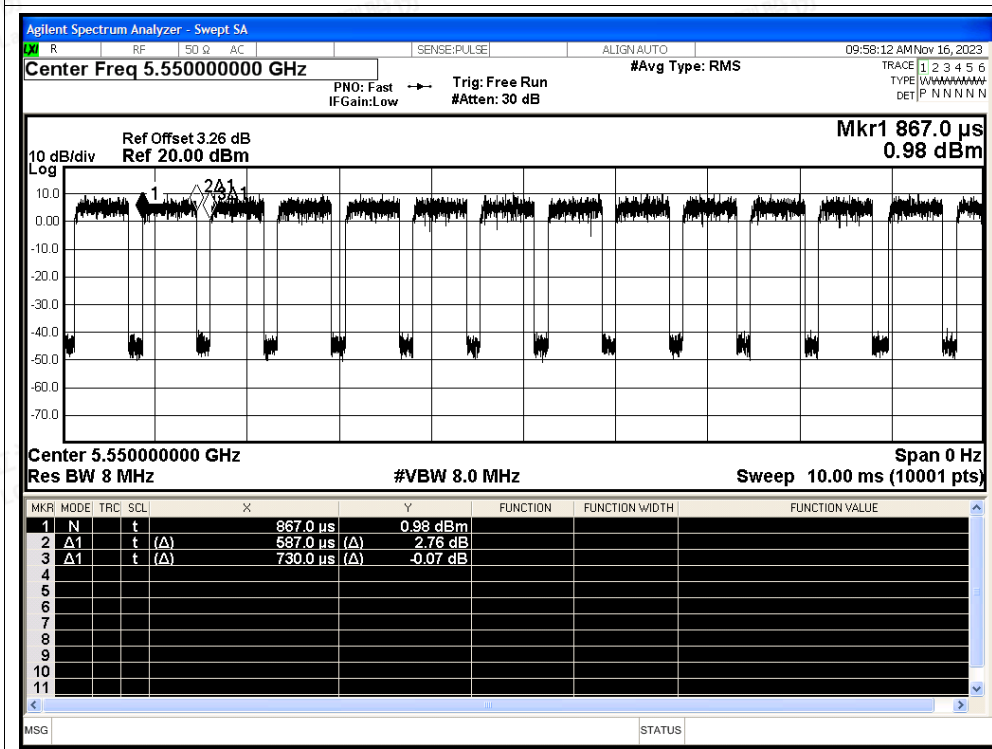 Agilent Spectrum Analyzer - Swept SA
LXI R RF 50 Ω AC SENSE:PULSE ALIGN AUTO 09:58:12 AM Nov 16, 2023
Center Freq 5.550000000 GHz #Avg Type: RMS TRACE 1 2 3 4 5 6
PNO: Fast Trig: Free Run TYPE WWWWWW
IFGain:Low #Atten: 30 dB DET P N N N N N
Mkr1 867.0 µs
Ref Offset 3.26 dB
10 dB/div Ref 20.00 dBm 0.98 dBm
Log
10.0
1 2Δ1 3Δ1
0.00
-10.0
-20.0
-30.0
-40.0
-50.0
-60.0
-70.0
Center 5.550000000 GHz Span 0 Hz
Res BW 8 MHz #VBW 8.0 MHz Sweep 10.00 ms (10001 pts)
MKR MODE TRC SCL X Y FUNCTION FUNCTION WIDTH FUNCTION VALUE
1 N t 867.0 µs 0.98 dBm
2 Δ1 t (Δ) 587.0 µs (Δ) 2.76 dB
3 Δ1 t (Δ) 730.0 µs (Δ) -0.07 dB
4
5
6
7
8
9
10
11
MSG STATUS